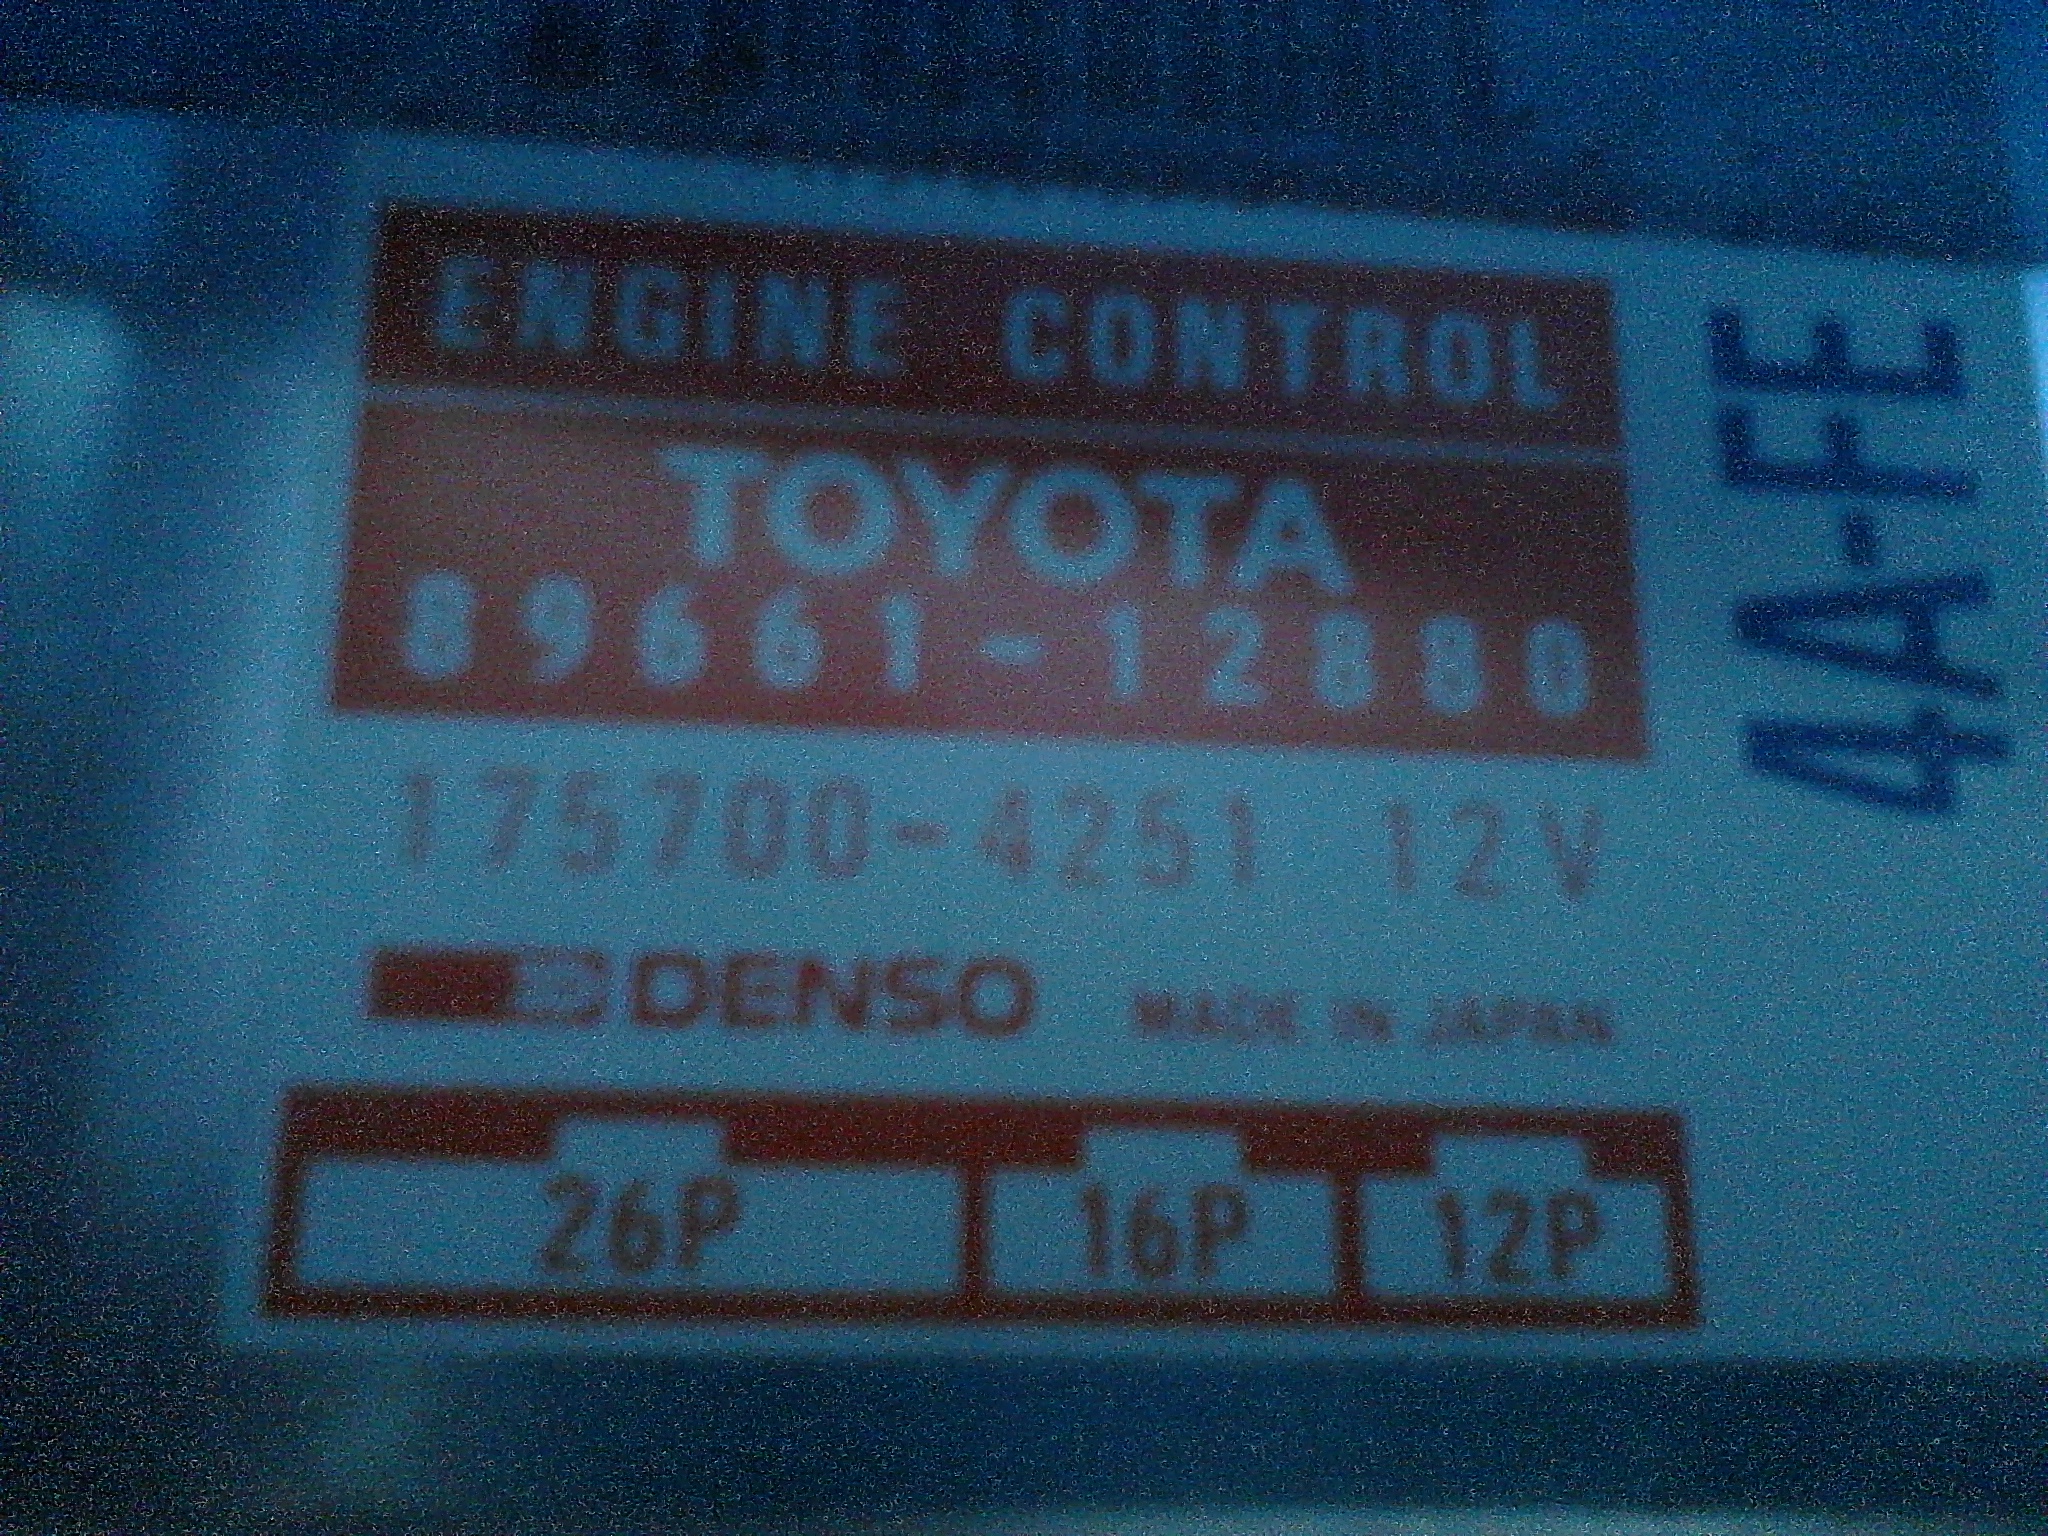 ENGINE CONTROL
TOYOTA
89661-12880
175700-4251 12V
DENSO MADE IN JAPAN
26P 16P 12P
4A-FE